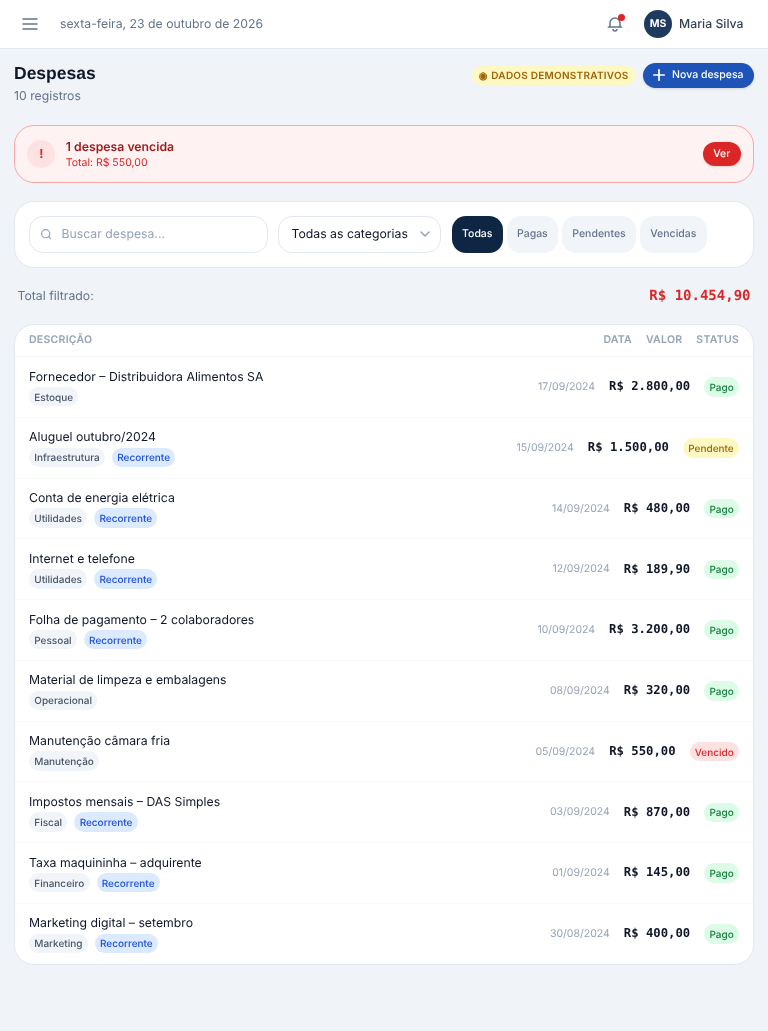 sexta-feira, 23 de outubro de 2026
MS Maria Silva
Despesas
10 registros
DADOS DEMONSTRATIVOS
Nova despesa
!
1 despesa vencida
Total: R$ 550,00
Ver
Buscar despesa...
Todas as categorias
Todas Pagas Pendentes Vencidas
Total filtrado: R$ 10.454,90
DESCRIÇÃO DATA VALOR STATUS
Fornecedor – Distribuidora Alimentos SA
Estoque
17/09/2024 R$ 2.800,00 Pago
Aluguel outubro/2024
Infraestrutura Recorrente
15/09/2024 R$ 1.500,00 Pendente
Conta de energia elétrica
Utilidades Recorrente
14/09/2024 R$ 480,00 Pago
Internet e telefone
Utilidades Recorrente
12/09/2024 R$ 189,90 Pago
Folha de pagamento – 2 colaboradores
Pessoal Recorrente
10/09/2024 R$ 3.200,00 Pago
Material de limpeza e embalagens
Operacional
08/09/2024 R$ 320,00 Pago
Manutenção câmara fria
Manutenção
05/09/2024 R$ 550,00 Vencido
Impostos mensais – DAS Simples
Fiscal Recorrente
03/09/2024 R$ 870,00 Pago
Taxa maquininha – adquirente
Financeiro Recorrente
01/09/2024 R$ 145,00 Pago
Marketing digital – setembro
Marketing Recorrente
30/08/2024 R$ 400,00 Pago